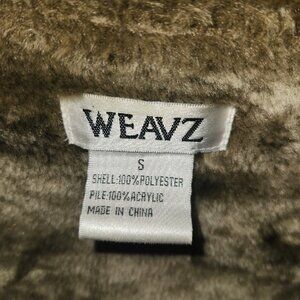 WEAVZ
S
SHELL:100%POLYESTER
PILE:100%ACRYLIC
MADE IN CHINA